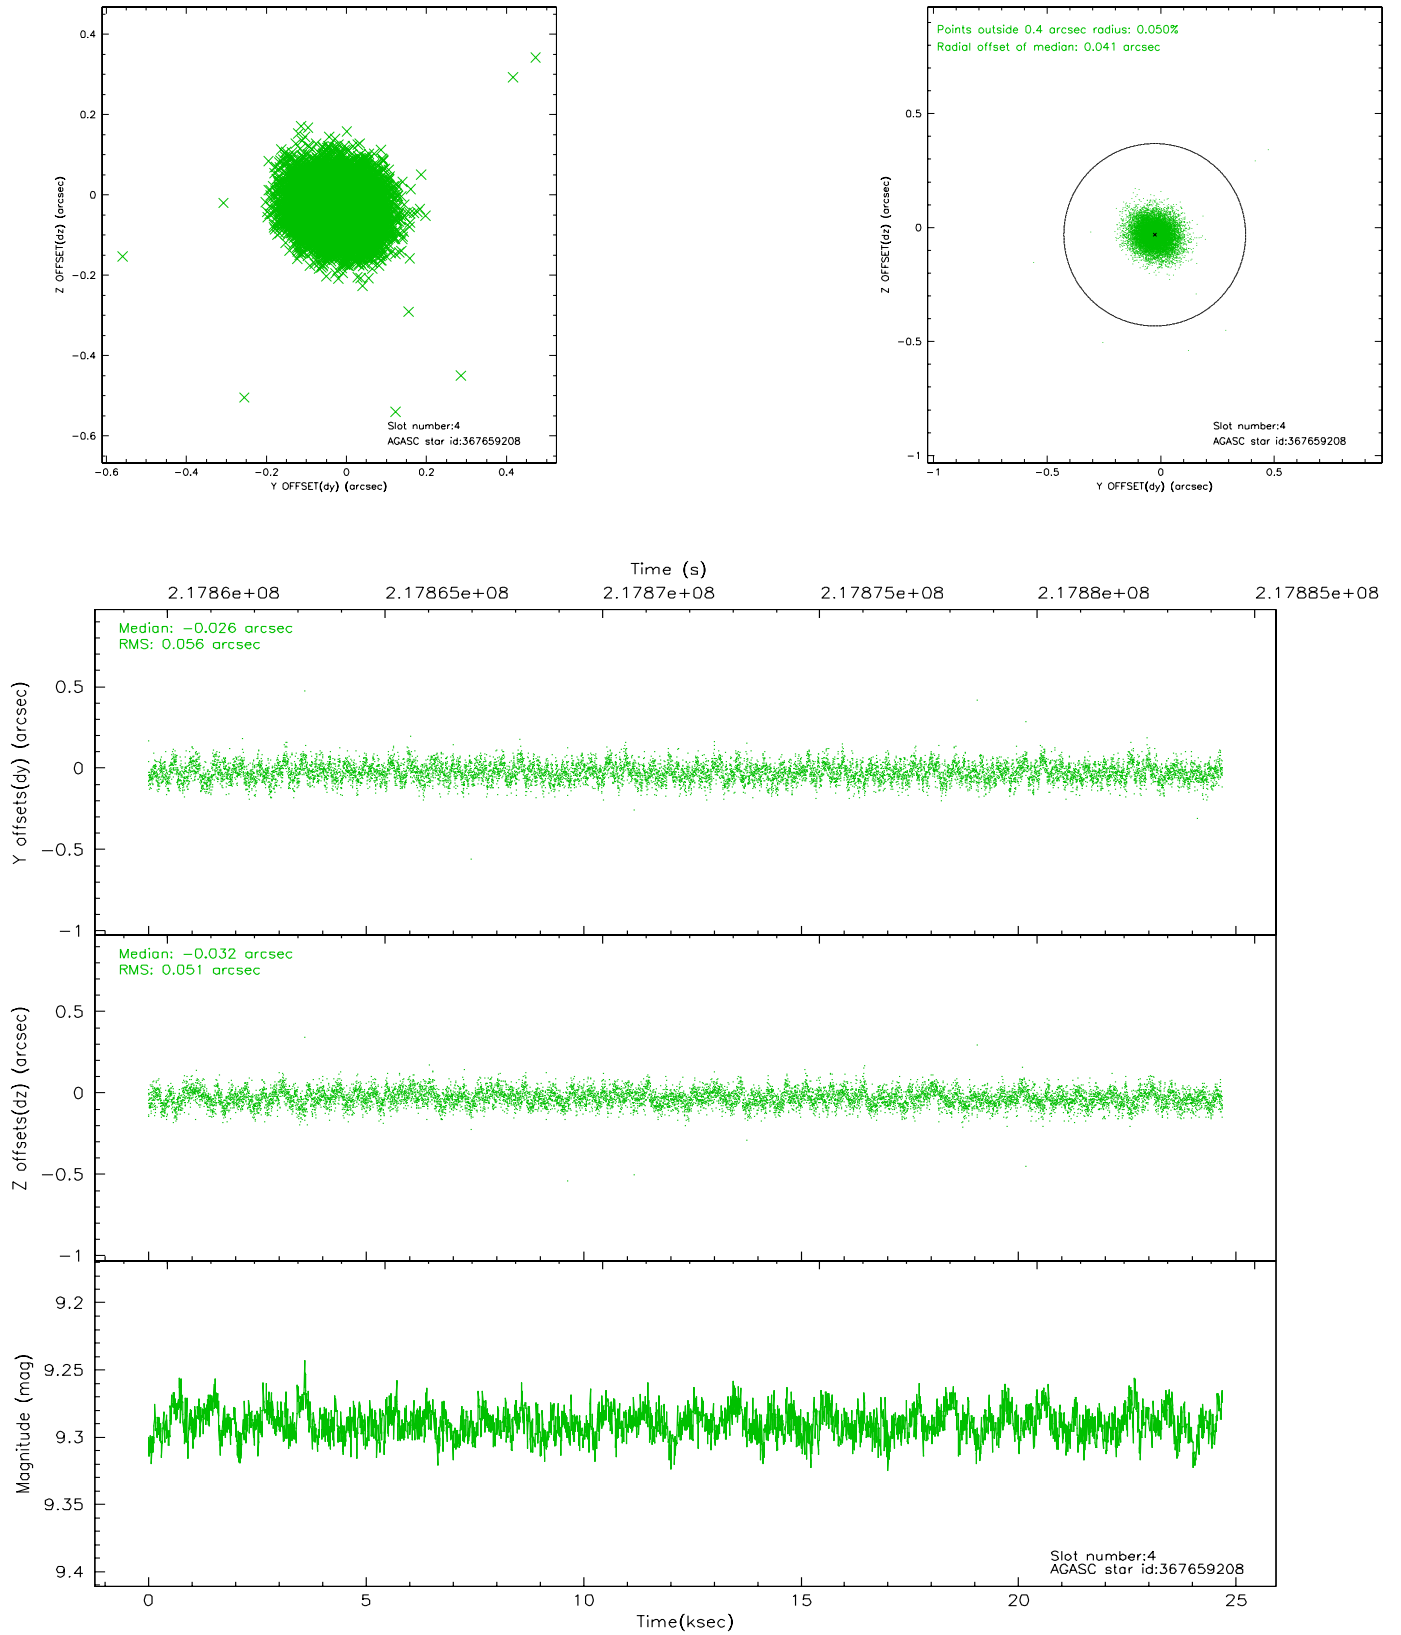 0.4
0.2
0
-0.2
-0.4
-0.6
Z OFFSET(dz) (arcsec)
Slot number:4
AGASC star id:367659208
-0.6 -0.4 -0.2 0 0.2 0.4
Y OFFSET(dy) (arcsec)
Points outside 0.4 arcsec radius: 0.050%
Radial offset of median: 0.041 arcsec
0.5
0
-0.5
-1
Z OFFSET(dz) (arcsec)
Slot number:4
AGASC star id:367659208
-1 -0.5 0 0.5
Y OFFSET(dy) (arcsec)
Time (s)
2.1786e+08 2.17865e+08 2.1787e+08 2.17875e+08 2.1788e+08 2.17885e+08
Median: -0.026 arcsec
RMS: 0.056 arcsec
0.5
0
-0.5
-1
Y offsets(dy) (arcsec)
Median: -0.032 arcsec
RMS: 0.051 arcsec
0.5
0
-0.5
-1
Z offsets(dz) (arcsec)
9.2
9.25
9.3
9.35
9.4
Magnitude (mag)
Slot number:4
AGASC star id:367659208
0 5 10 15 20 25
Time(ksec)